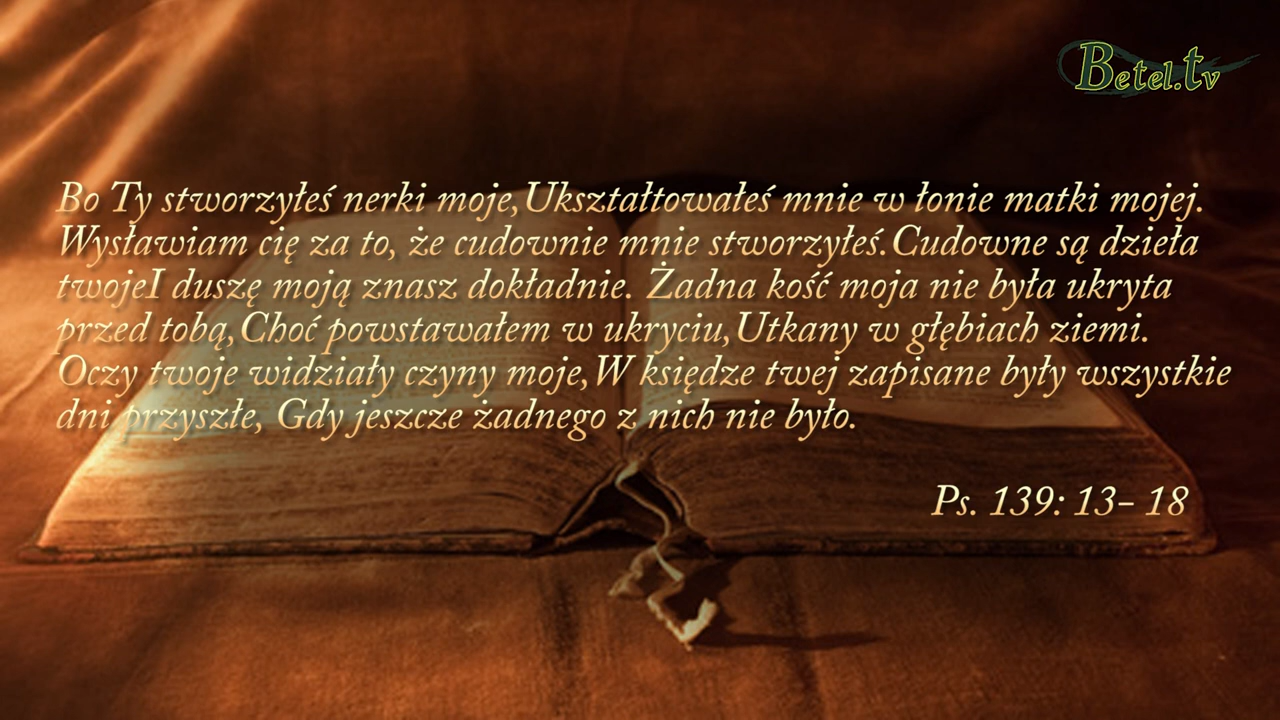 Betel.tv
Bo Ty stworzyłeś nerki moje,Ukształtowałeś mnie w łonie matki mojej.
Wysławiam cię za to, że cudownie mnie stworzyłeś.Cudowne są dzieła
twojeI duszę moją znasz dokładnie. Żadna kość moja nie była ukryta
przed tobą,Choć powstawałem w ukryciu,Utkany w głębiach ziemi.
Oczy twoje widziały czyny moje,W księdze twej zapisane były wszystkie
dni przyszłe, Gdy jeszcze żadnego z nich nie było.
Ps. 139: 13- 18